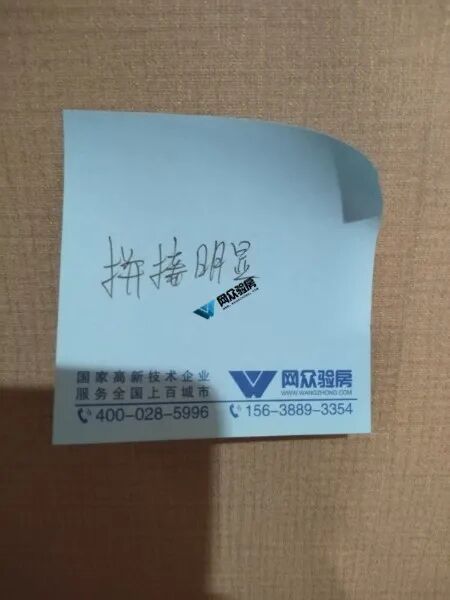 拼接明显
网众验房
国家高新技术企业
服务全国上百城市
400-028-5996
网众验房
WWW.WANGZHONG.COM
156-3889-3354